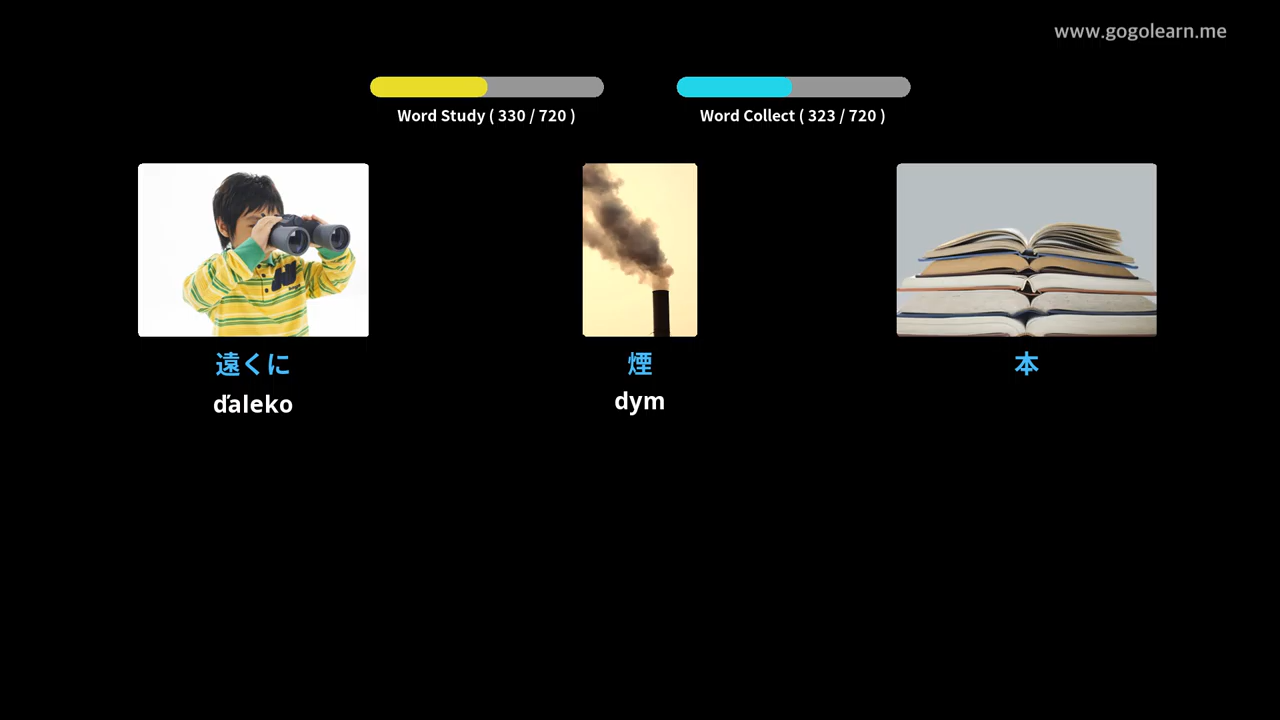 www.gogolearn.me
Word Study ( 330 / 720 )
Word Collect ( 323 / 720 )
遠くに
煙
本
ďaleko
dym